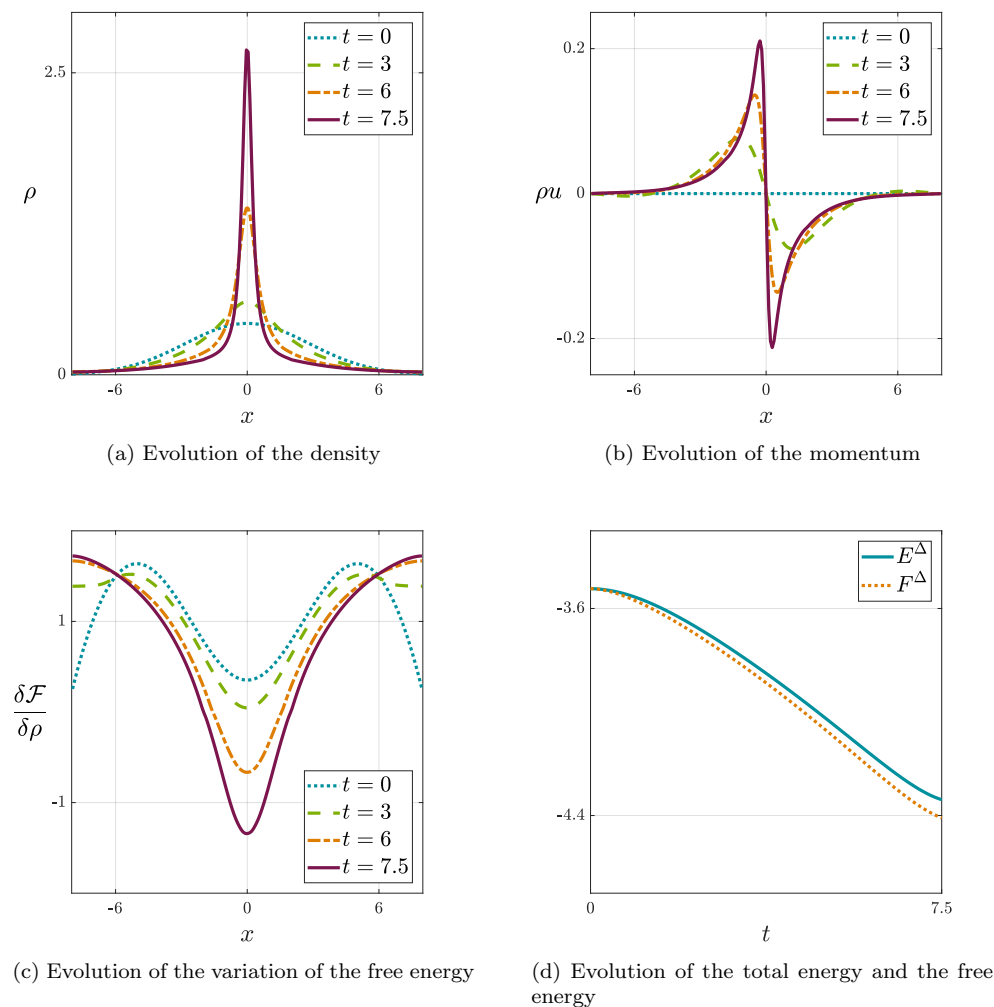 2.5
ρ
0
-6
0
6
x
t = 0
t = 3
t = 6
t = 7.5
(a) Evolution of the density
0.2
ρu
0
-0.2
-6
0
6
x
t = 0
t = 3
t = 6
t = 7.5
(b) Evolution of the momentum
1
δF
δρ
-1
-6
0
6
x
t = 0
t = 3
t = 6
t = 7.5
(c) Evolution of the variation of the free energy
-3.6
-4.4
0
7.5
t
E^Δ
F^Δ
(d) Evolution of the total energy and the free
energy